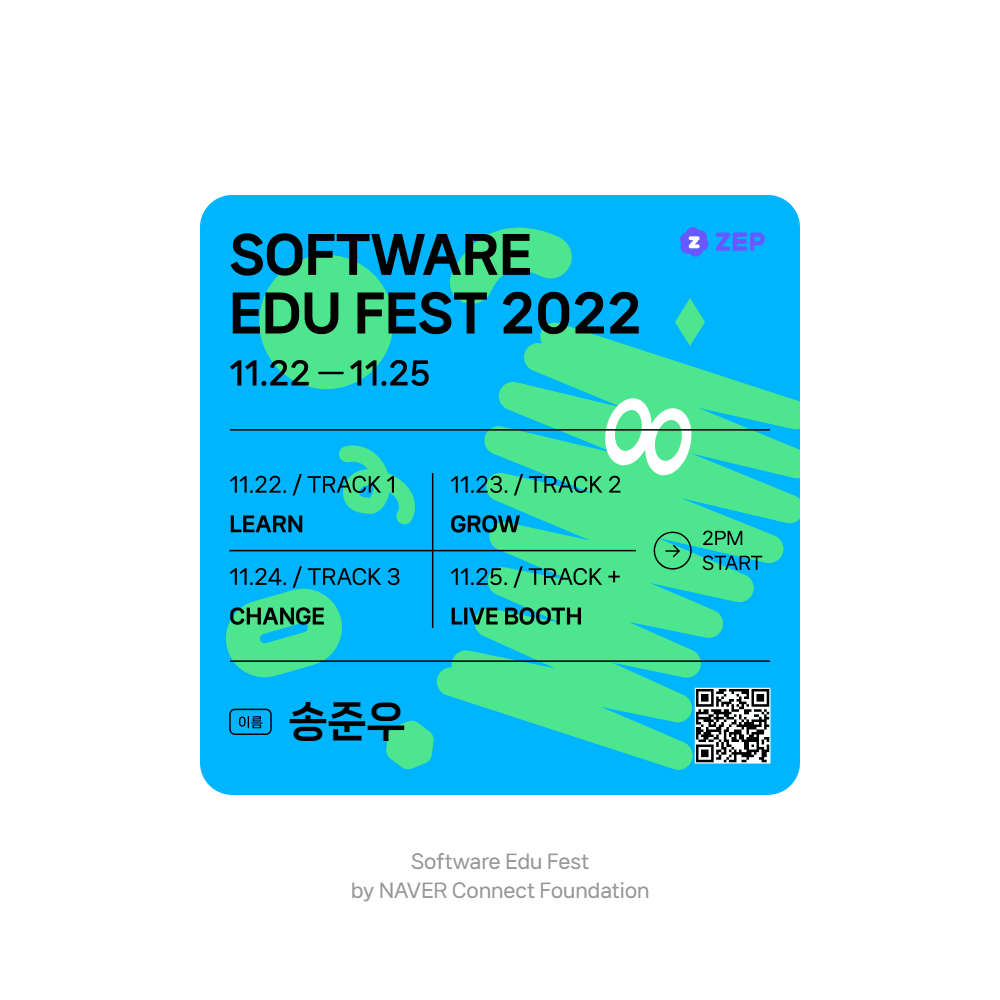 SOFTWARE
EDU FEST 2022
11.22 — 11.25
Z ZEP
11.22. / TRACK 1
LEARN
11.23. / TRACK 2
GROW
2PM
START
11.24. / TRACK 3
CHANGE
11.25. / TRACK +
LIVE BOOTH
이름 송준우
Software Edu Fest
by NAVER Connect Foundation